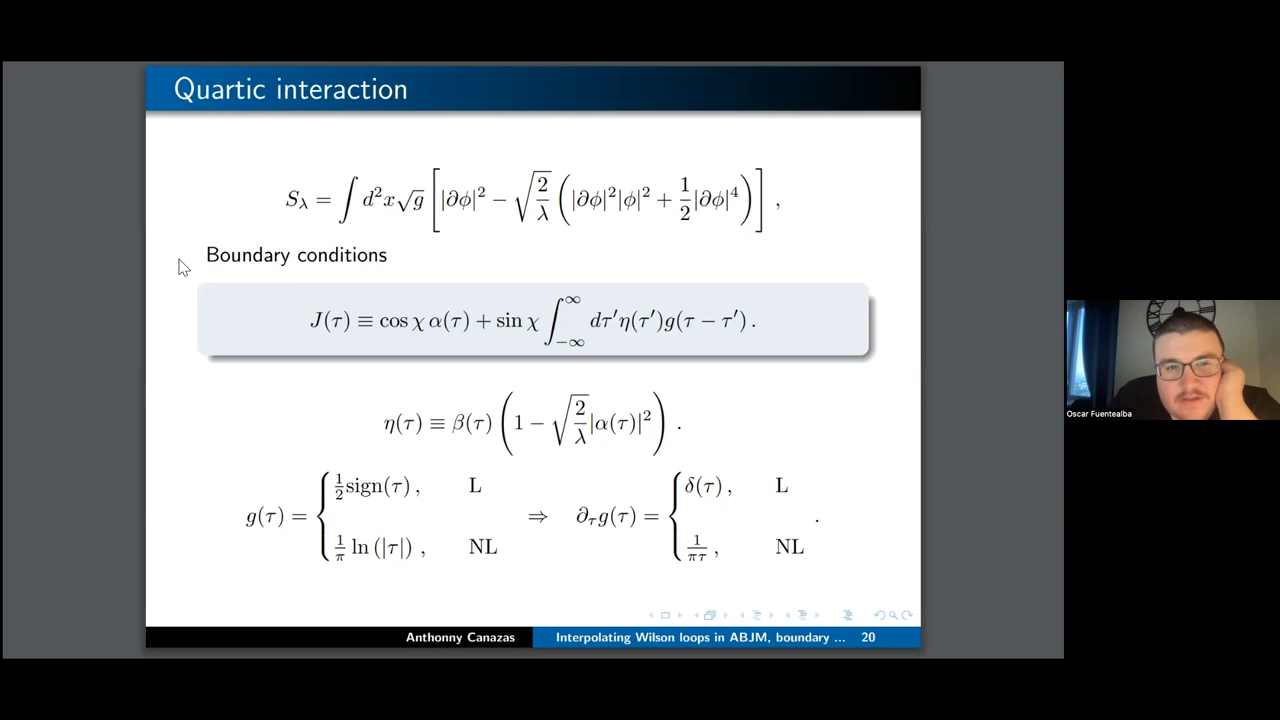 Quartic interaction
S_λ = ∫ d²x√g [ |∂ϕ|² − √(2/λ) ( |∂ϕ|²|ϕ|² + 1/2 |∂ϕ|⁴ ) ] ,
Boundary conditions
J(τ) ≡ cos χ α(τ) + sin χ ∫_{−∞}^{∞} dτ′η(τ′)g(τ − τ′) .
η(τ) ≡ β(τ) ( 1 − √(2/λ) |α(τ)|² ) .
g(τ) = { 1/2 sign(τ) , L ; 1/π ln (|τ|) , NL ⇒ ∂_τ g(τ) = { δ(τ) , L ; 1/(πτ) , NL .
Anthonny Canazas Interpolating Wilson loops in ABJM, boundary ... 20
Oscar Fuentealba